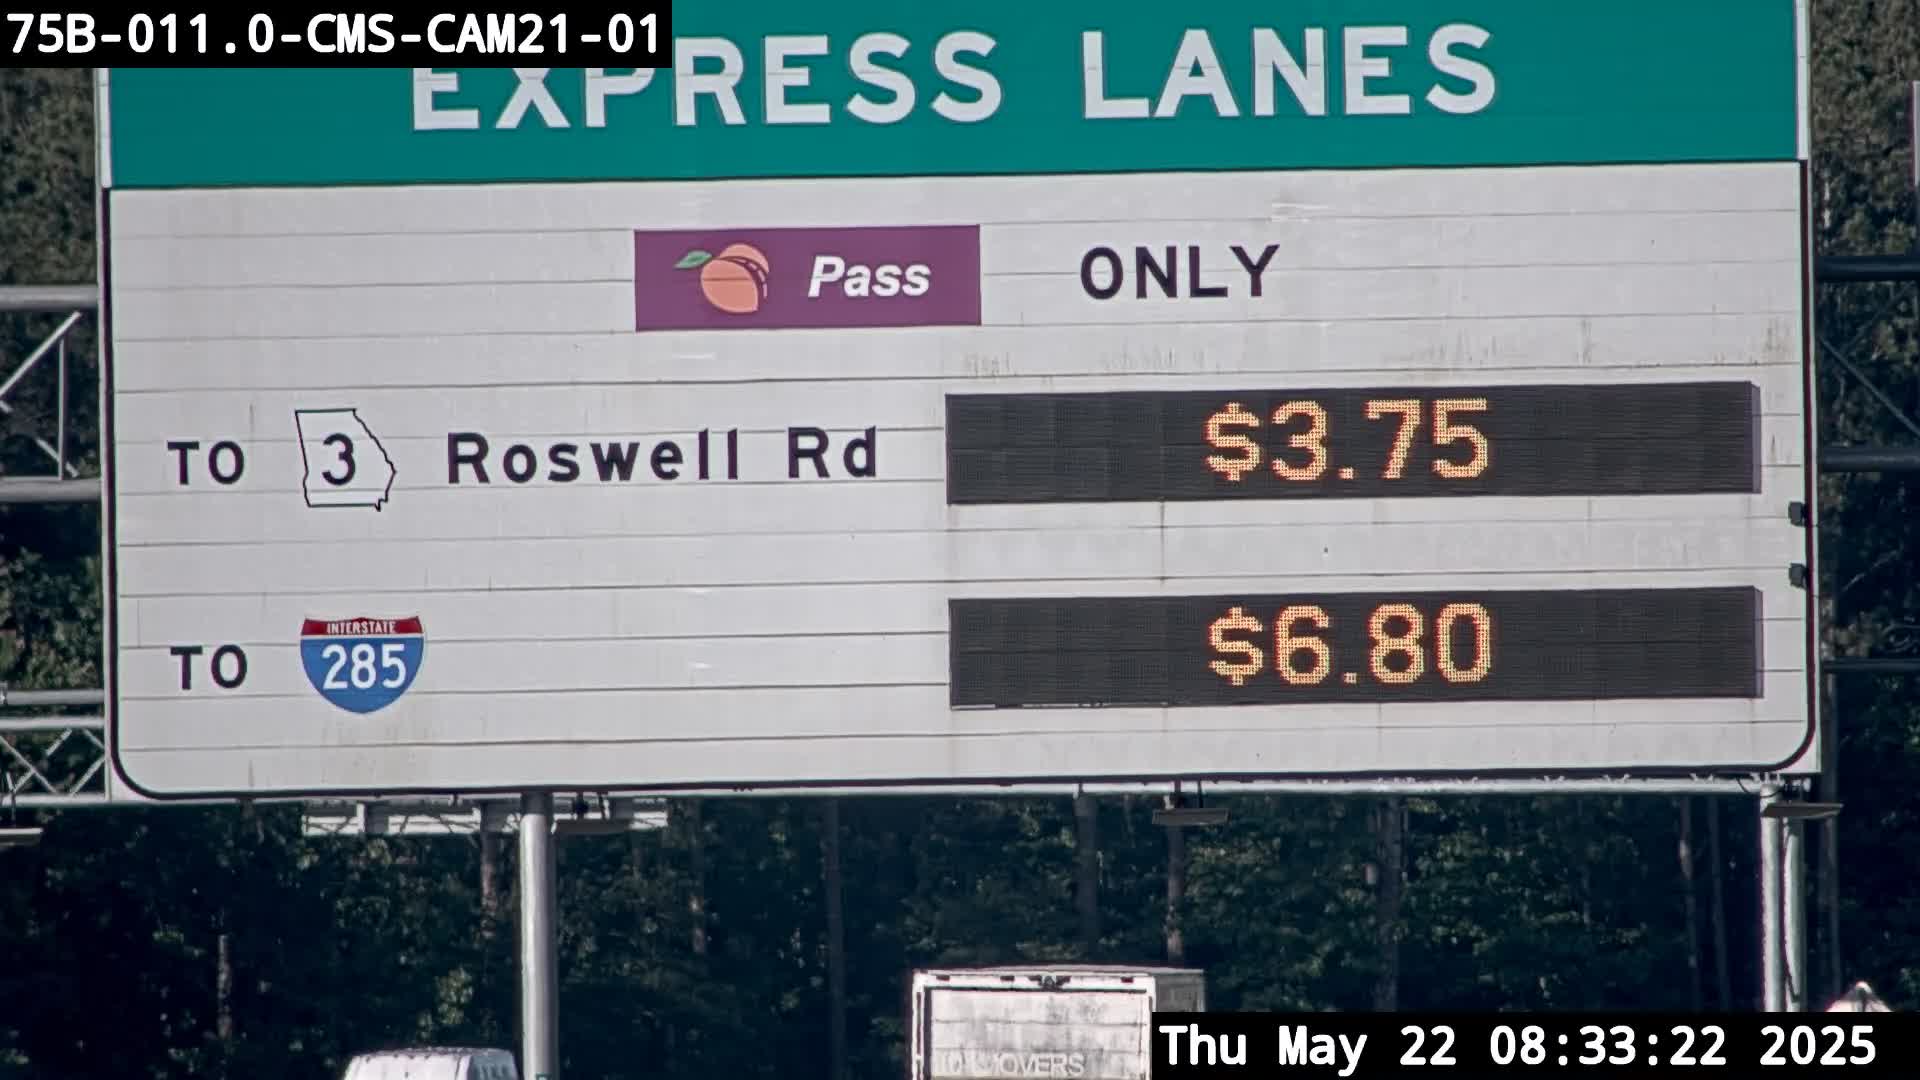 75B-011.0-CMS-CAM21-01
EXPRESS LANES
Pass ONLY
TO 3 Roswell Rd $3.75
TO INTERSTATE 285 $6.80
MOVERS
Thu May 22 08:33:22 2025